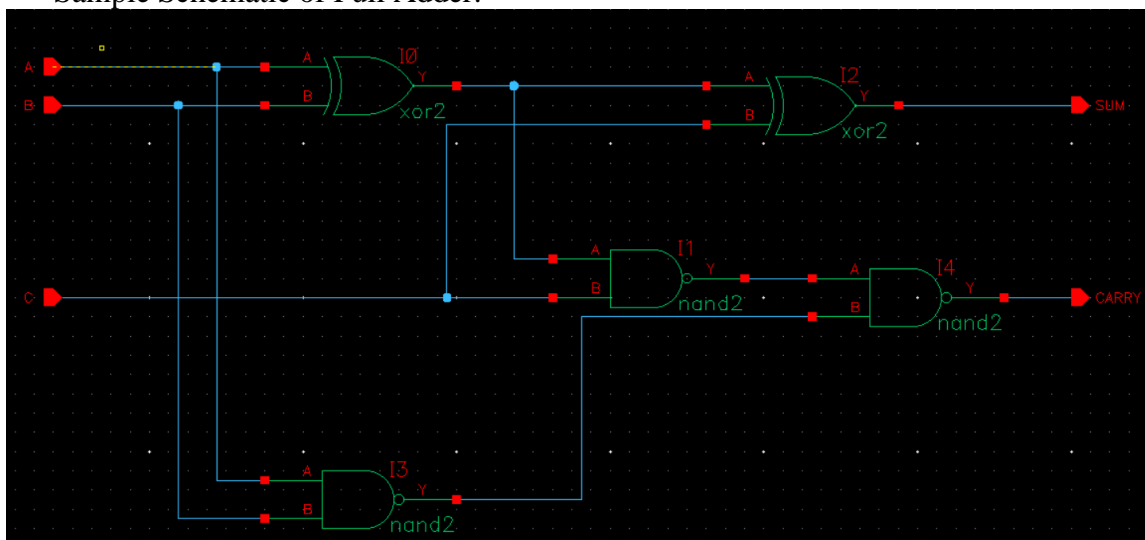 Sample Schematic of Full Adder:
A A I0 Y A I2 Y SUM
B B xor2 B xor2
A I1 Y A I4 Y CARRY
C B nand2 B nand2
A I3 Y
B nand2